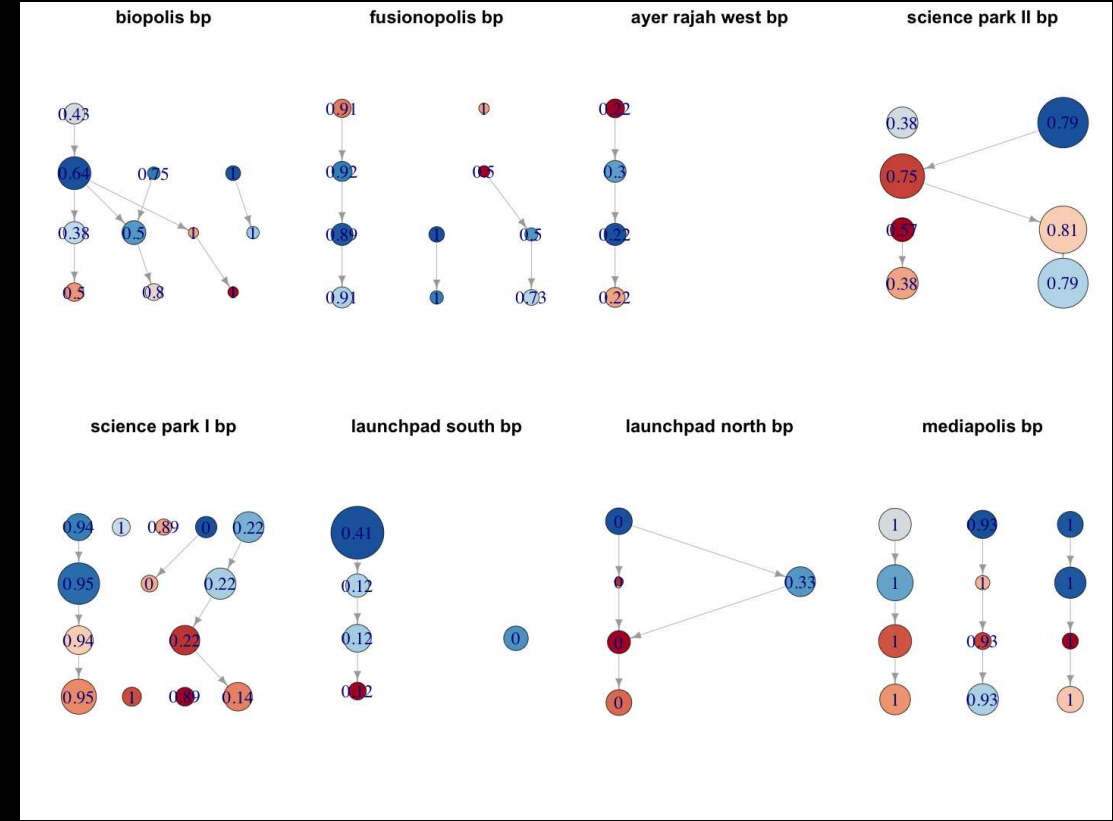 biopolis bp fusionopolis bp ayer rajah west bp science park II bp
0.43 0.91 1 0.22 0.38 0.79
0.64 0.75 1 0.92 0.5 0.3 0.75
0.38 0.5 1 1 0.89 1 0.5 0.22 0.57 0.81
0.5 0.8 1 0.91 1 0.73 0.22 0.38 0.79
science park I bp launchpad south bp launchpad north bp mediapolis bp
0.94 1 0.89 0 0.22 0.41 0 1 0.93 1
0.95 0 0.22 0.12 0 0.33 1 1 1
0.94 0.22 0.12 0 0 1 0.93 1
0.95 1 0.89 0.14 0.12 0 1 0.93 1